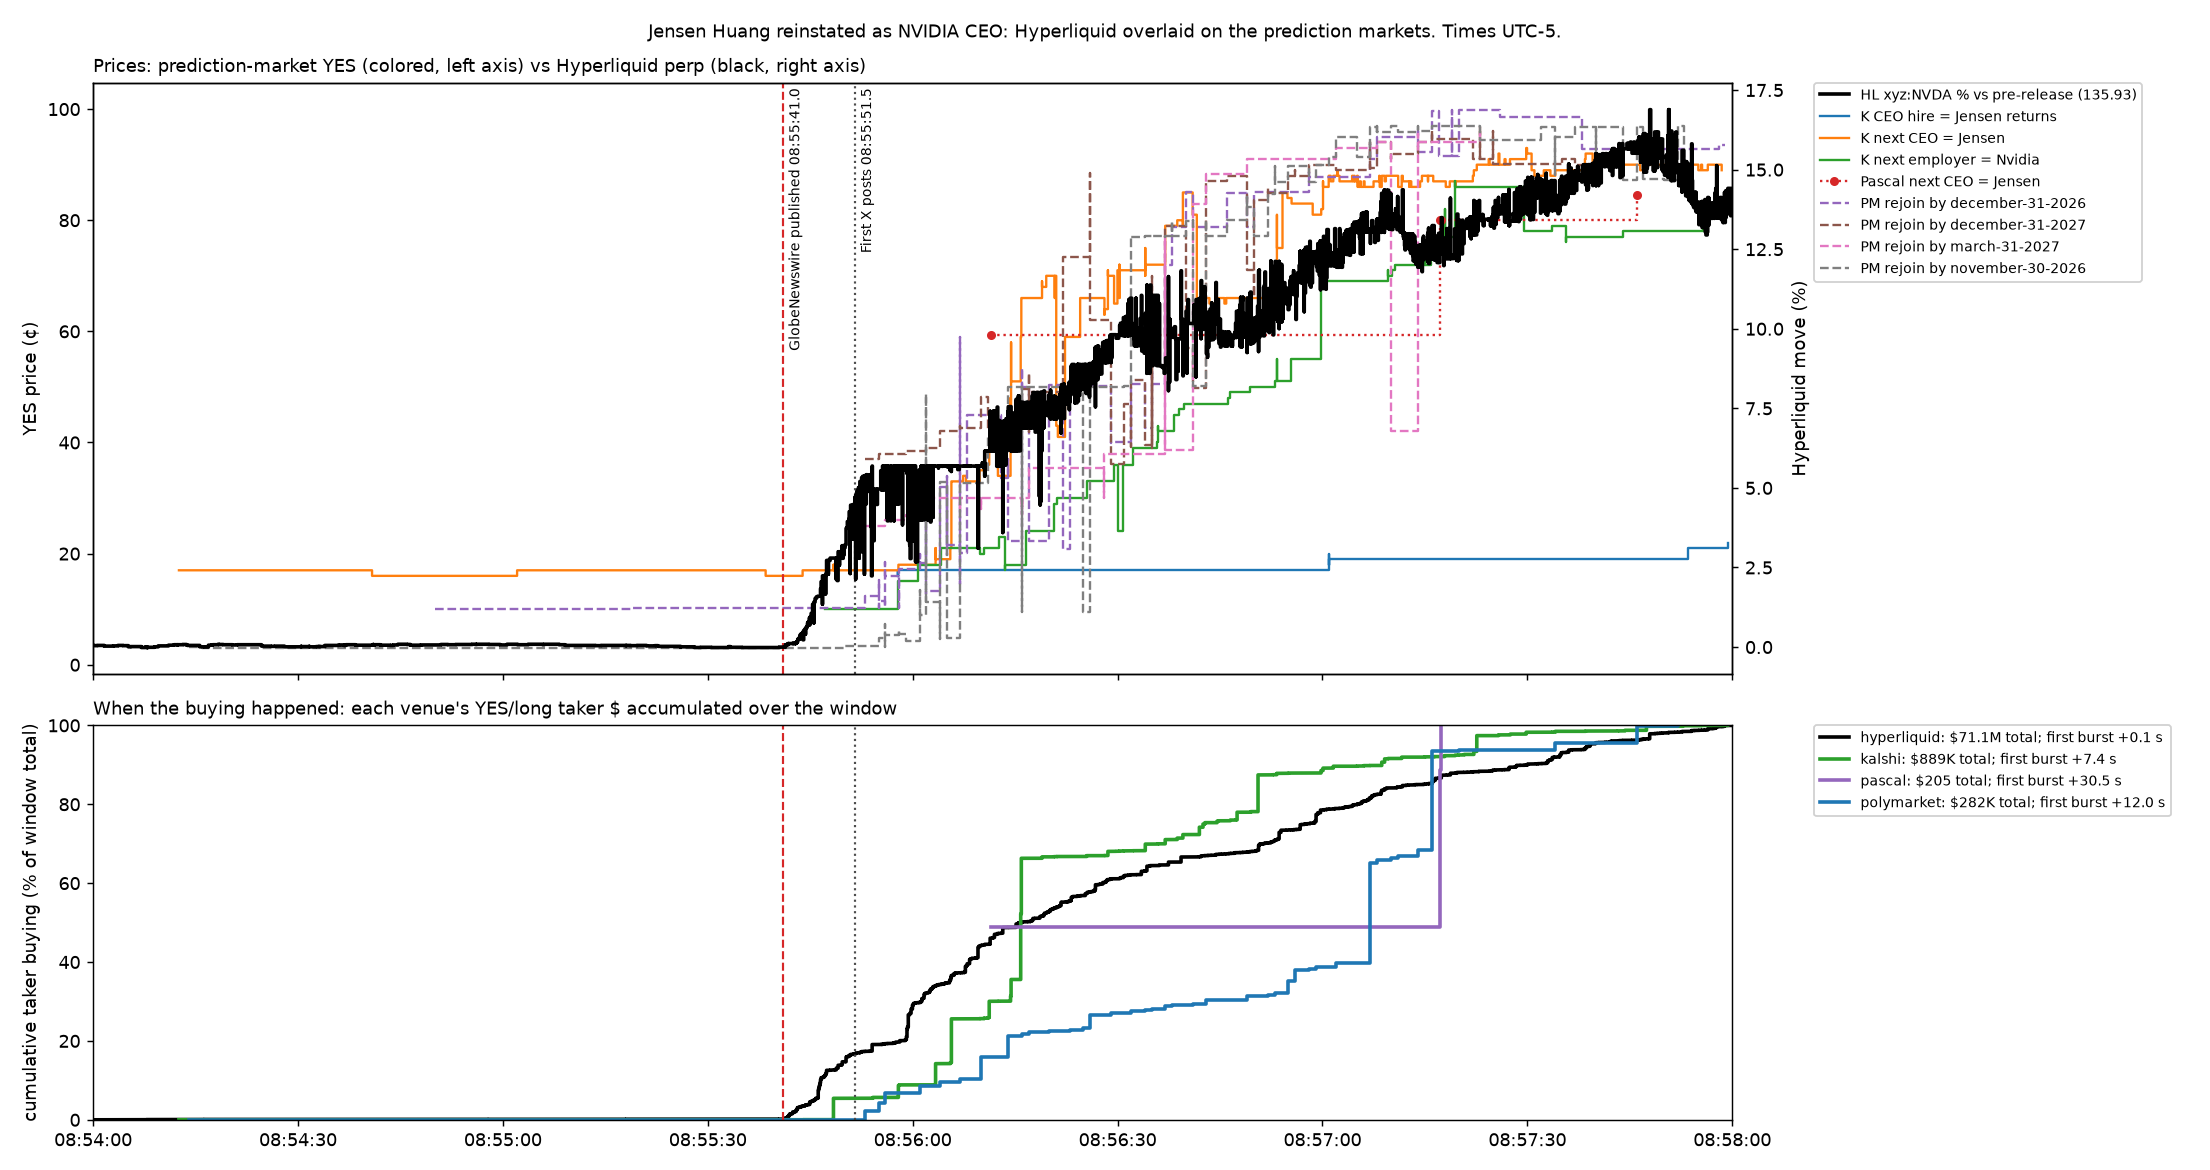 Jensen Huang reinstated as NVIDIA CEO: Hyperliquid overlaid on the prediction markets. Times UTC-5.
Prices: prediction-market YES (colored, left axis) vs Hyperliquid perp (black, right axis)
YES price (¢)
100
80
60
40
20
0
GlobeNewswire published 08:55:41.0
First X posts 08:55:51.5
17.5
15.0
12.5
10.0
7.5
5.0
2.5
0.0
Hyperliquid move (%)
HL xyz:NVDA % vs pre-release (135.93)
K CEO hire = Jensen returns
K next CEO = Jensen
K next employer = Nvidia
Pascal next CEO = Jensen
PM rejoin by december-31-2026
PM rejoin by december-31-2027
PM rejoin by march-31-2027
PM rejoin by november-30-2026
When the buying happened: each venue's YES/long taker $ accumulated over the window
cumulative taker buying (% of window total)
100
80
60
40
20
0
08:54:00
08:54:30
08:55:00
08:55:30
08:56:00
08:56:30
08:57:00
08:57:30
08:58:00
hyperliquid: $71.1M total; first burst +0.1 s
kalshi: $889K total; first burst +7.4 s
pascal: $205 total; first burst +30.5 s
polymarket: $282K total; first burst +12.0 s